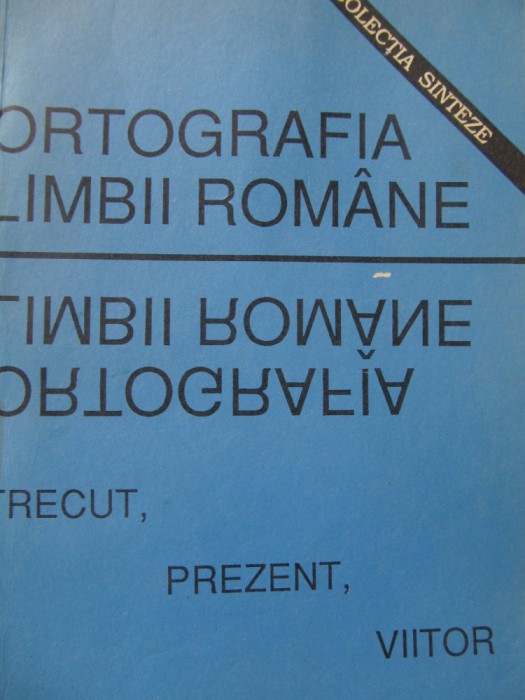 COLECȚIA SINTEZE
ORTOGRAFIA
LIMBII ROMÂNE
LIMBII ROMÂNE
ORTOGRAFIA
TRECUT,
PREZENT,
VIITOR